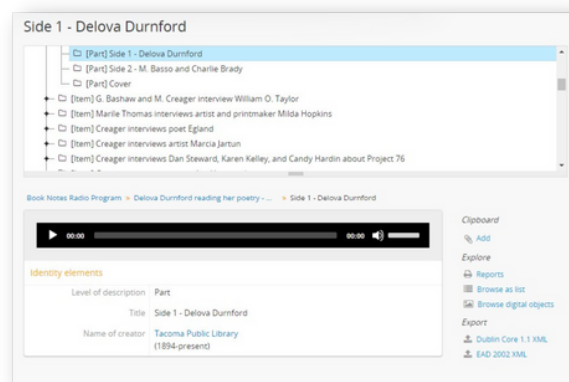 Side 1 - Delova Durnford
[Part] Side 1 - Delova Durnford
[Part] Side 2 - M. Basso and Charlie Brady
[Part] Cover
[Item] G. Bashaw and M. Creager interview William O. Taylor
[Item] Marile Thomas interviews artist and printmaker Milda Hopkins
[Item] Creager interviews poet Egland
[Item] Creager interviews artist Marcia Jartun
[Item] Creager interviews Dan Steward, Karen Kelley, and Candy Hardin about Project 76
Book Notes Radio Program » Delova Durnford reading her poetry - ... » Side 1 - Delova Durnford
00:00 00:00
Identity elements
Level of description Part
Title Side 1 - Delova Durnford
Name of creator Tacoma Public Library
(1894-present)
Clipboard
Add
Explore
Reports
Browse as list
Browse digital objects
Export
Dublin Core 1.1 XML
EAD 2002 XML